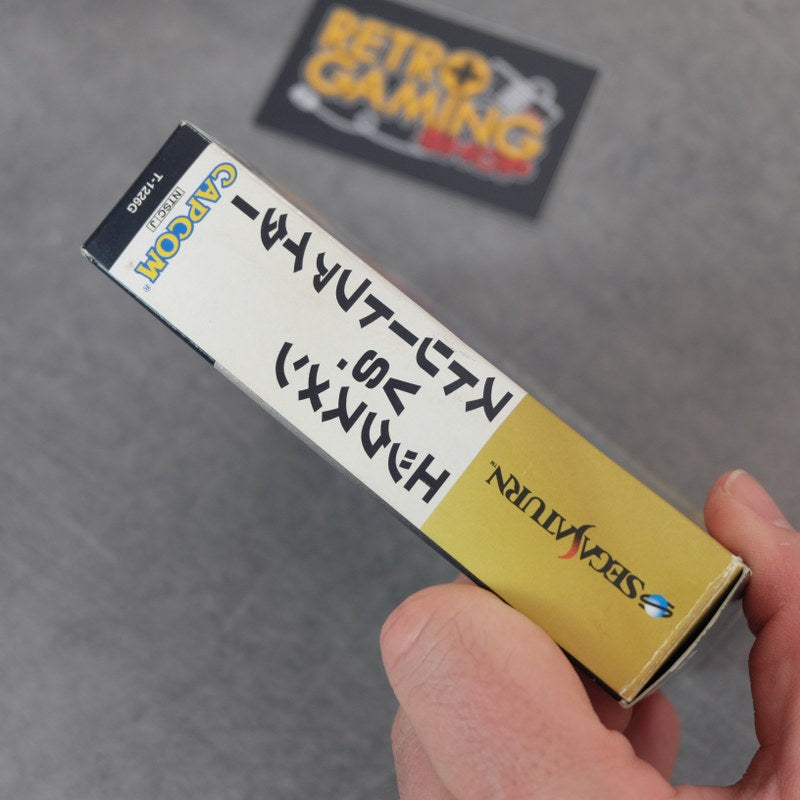 RETRO
GAMING
SHOP
SEGA SATURN™
エックスメン
VS.
ストリートファイター
CAPCOM®
NTSC J
T-1226G